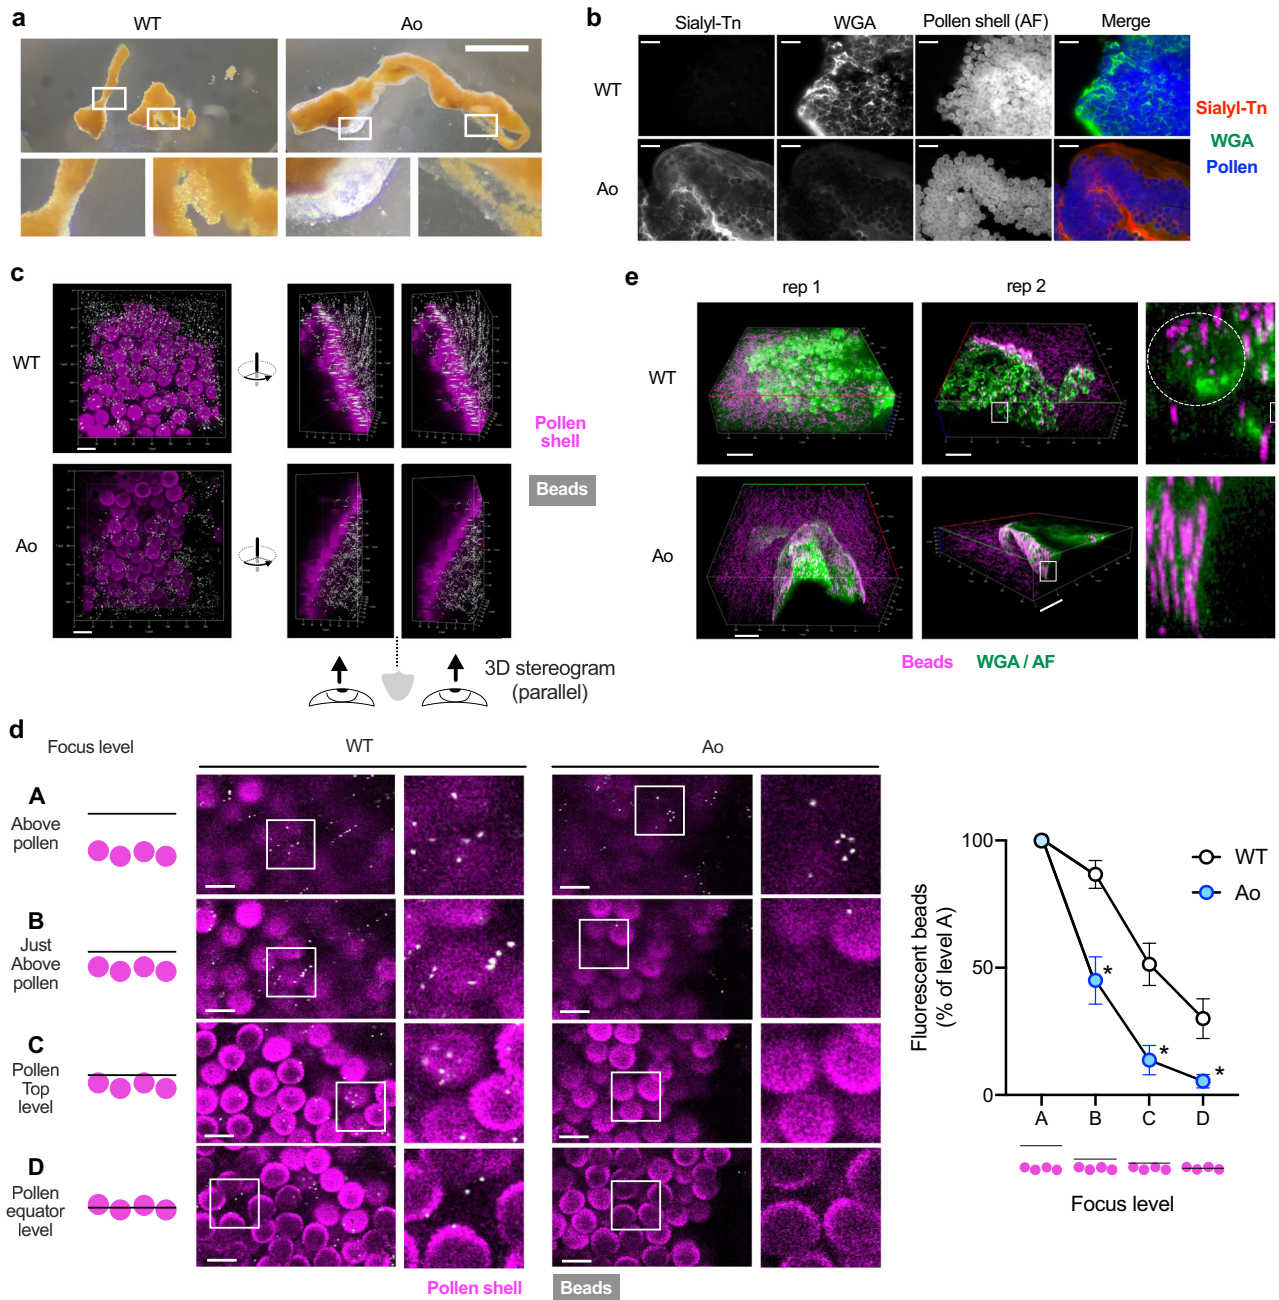 a
WT
Ao
b
Sialyl-Tn
WGA
Pollen shell (AF)
Merge
WT
Ao
Sialyl-Tn
WGA
Pollen
c
WT
Ao
Pollen
shell
Beads
3D stereogram
(parallel)
e
rep 1
rep 2
WT
Ao
Beads
WGA / AF
d
Focus level
WT
Ao
A
Above
pollen
B
Just
Above
pollen
C
Pollen
Top
level
D
Pollen
equator
level
Pollen shell
Beads
Fluorescent beads
(% of level A)
100
50
0
WT
Ao
*
*
*
A
B
C
D
Focus level